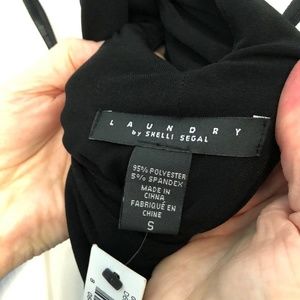 LAUNDRY
by SHELLI SEGAL
95% POLYESTER
5% SPANDEX
MADE IN
CHINA
FABRIQUÉ EN
CHINE
S